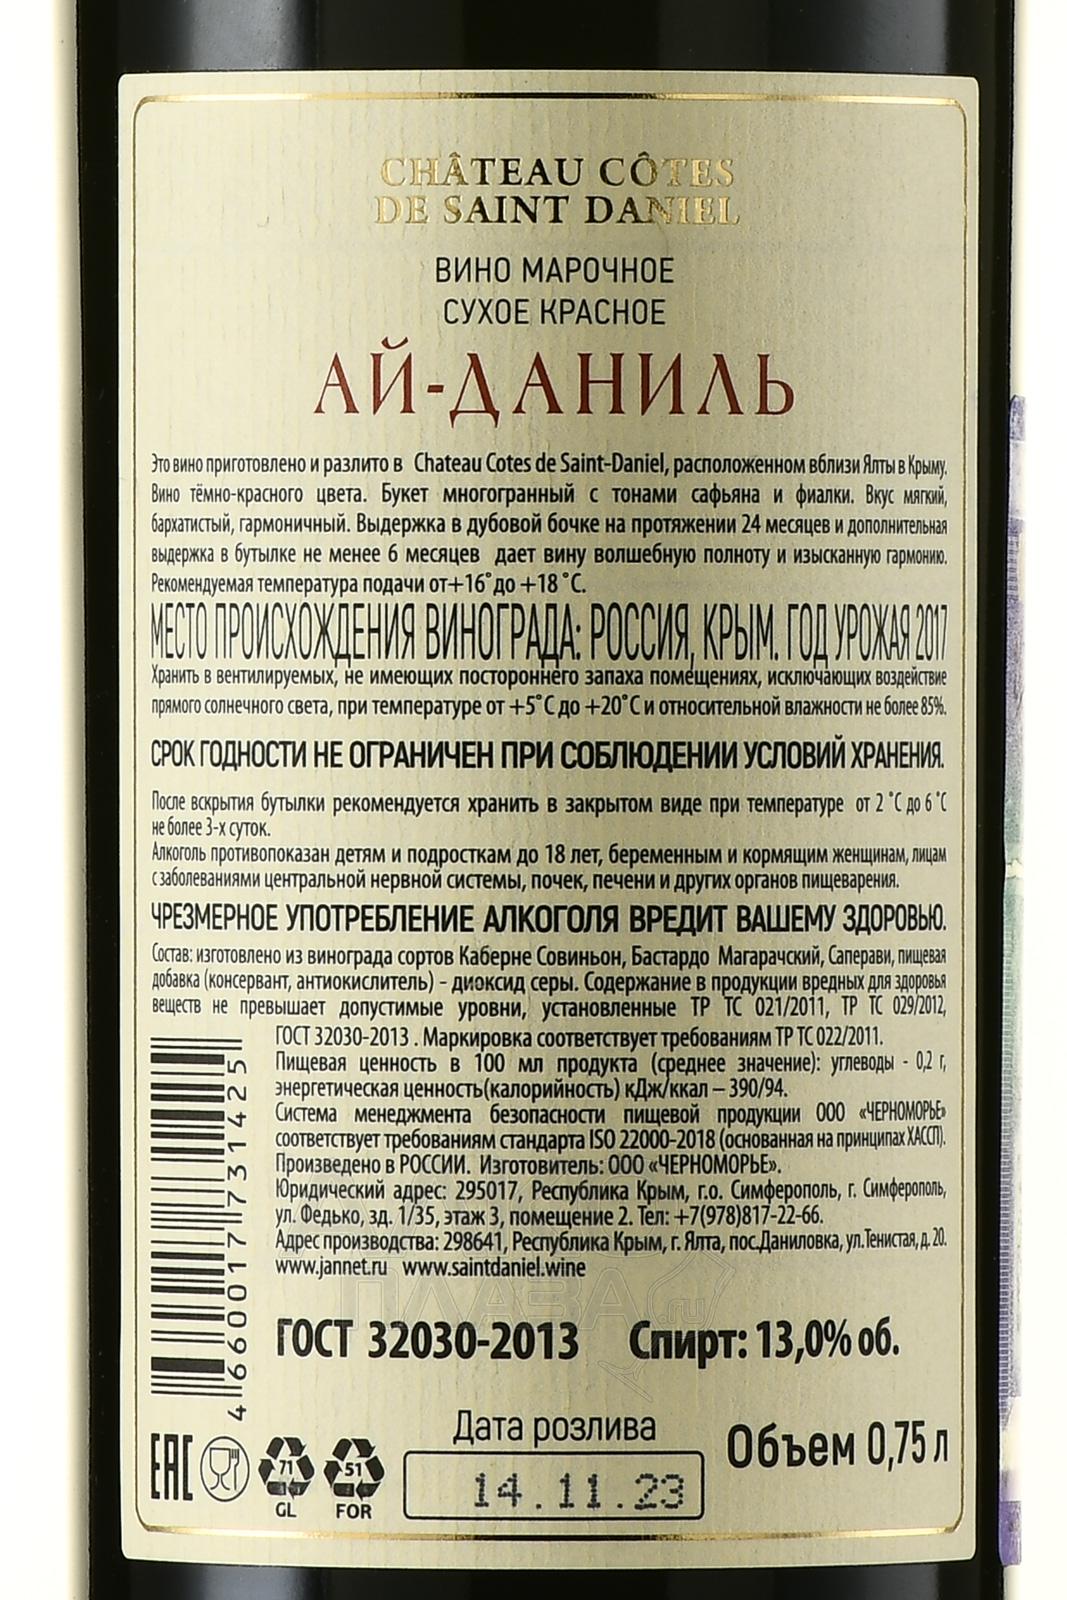 CHÂTEAU CÔTES
DE SAINT DANIEL
ВИНО МАРОЧНОЕ
СУХОЕ КРАСНОЕ
АЙ-ДАНИЛЬ
Это вино приготовлено и разлито в Chateau Cotes de Saint-Daniel, расположенном вблизи Ялты в Крыму.
Вино тёмно-красного цвета. Букет многогранный с тонами сафьяна и фиалки. Вкус мягкий,
бархатистый, гармоничный. Выдержка в дубовой бочке на протяжении 24 месяцев и дополнительная
выдержка в бутылке не менее 6 месяцев дает вину волшебную полноту и изысканную гармонию.
Рекомендуемая температура подачи от+16˚до +18˚С.
МЕСТО ПРОИСХОЖДЕНИЯ ВИНОГРАДА: РОССИЯ, КРЫМ. ГОД УРОЖАЯ 2017
Хранить в вентилируемых, не имеющих постороннего запаха помещениях, исключающих воздействие
прямого солнечного света, при температуре от +5˚С до +20˚С и относительной влажности не более 85%.
СРОК ГОДНОСТИ НЕ ОГРАНИЧЕН ПРИ СОБЛЮДЕНИИ УСЛОВИЙ ХРАНЕНИЯ.
После вскрытия бутылки рекомендуется хранить в закрытом виде при температуре от 2 ˚С до 6 ˚С
не более 3-х суток.
Алкоголь противопоказан детям и подросткам до 18 лет, беременным и кормящим женщинам, лицам
с заболеваниями центральной нервной системы, почек, печени и других органов пищеварения.
ЧРЕЗМЕРНОЕ УПОТРЕБЛЕНИЕ АЛКОГОЛЯ ВРЕДИТ ВАШЕМУ ЗДОРОВЬЮ.
Состав: изготовлено из винограда сортов Каберне Совиньон, Бастардо Магарачский, Саперави, пищевая
добавка (консервант, антиокислитель) - диоксид серы. Содержание в продукции вредных для здоровья
веществ не превышает допустимые уровни, установленные ТР ТС 021/2011, ТР ТС 029/2012,
ГОСТ 32030-2013 . Маркировка соответствует требованиям ТР ТС 022/2011.
Пищевая ценность в 100 мл продукта (среднее значение): углеводы - 0,2 г,
энергетическая ценность(калорийность) кДж/ккал – 390/94.
Система менеджмента безопасности пищевой продукции ООО «ЧЕРНОМОРЬЕ»
соответствует требованиям стандарта ISO 22000-2018 (основанная на принципах ХАССП).
Произведено в РОССИИ. Изготовитель: ООО «ЧЕРНОМОРЬЕ».
Юридический адрес: 295017, Республика Крым, г.о. Симферополь, г. Симферополь,
ул. Федько, зд. 1/35, этаж 3, помещение 2. Тел: +7(978)817-22-66.
Адрес производства: 298641, Республика Крым, г. Ялта, пос.Даниловка, ул.Тенистая, д. 20.
www.jannet.ru www.saintdaniel.wine
4 660017 731425
ПЛАЗА.ru
ГОСТ 32030-2013 Спирт: 13,0% об.
Дата розлива
Объем 0,75 л
14.11.23
EAC
71
GL
51
FOR